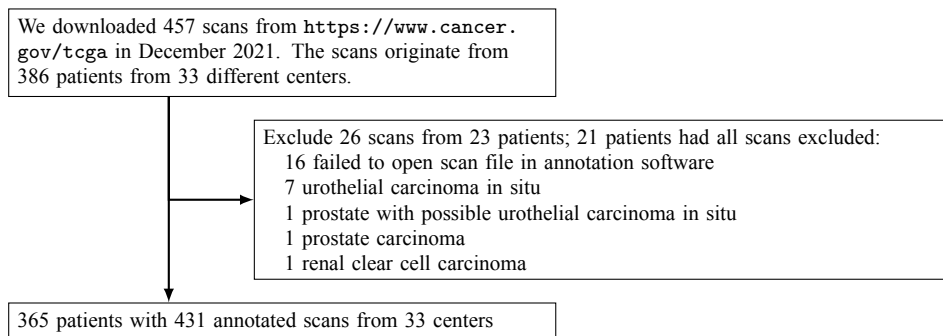 We downloaded 457 scans from https://www.cancer.
gov/tcga in December 2021. The scans originate from
386 patients from 33 different centers.
Exclude 26 scans from 23 patients; 21 patients had all scans excluded:
16 failed to open scan file in annotation software
7 urothelial carcinoma in situ
1 prostate with possible urothelial carcinoma in situ
1 prostate carcinoma
1 renal clear cell carcinoma
365 patients with 431 annotated scans from 33 centers